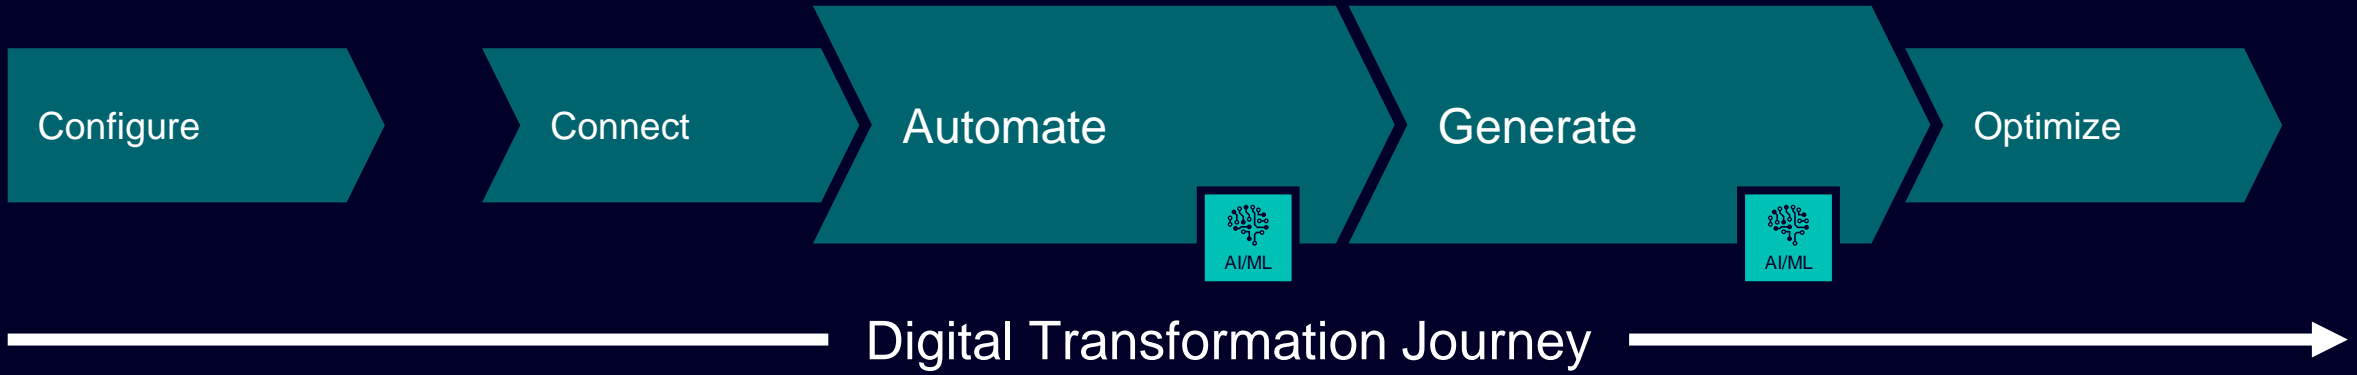 Configure
Connect
Automate
Generate
Optimize
AI/ML
AI/ML
Digital Transformation Journey